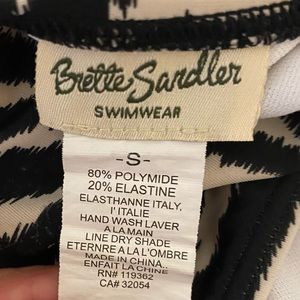 Brette Sandler
SWIMWEAR
-S-
80% POLYMIDE
20% ELASTINE
ELASTHANNE ITALY,
I' ITALIE
HAND WASH LAVER
A LA MAIN
LINE DRY SHADE
ETERNRE A LA L'OMBRE
MADE IN CHINA
ENFAIT LA CHINE
RN# 119362
CA# 32054